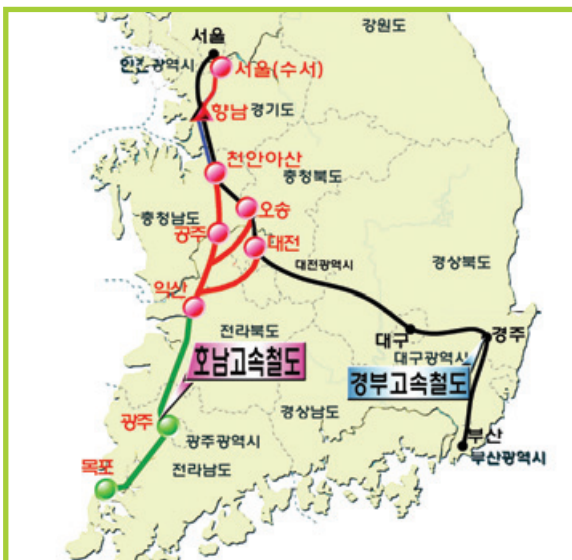 강원도
서울
인천광역시
서울(수서)
향남
경기도
천안아산
충청북도
오송
충청남도
공주
대전
대전광역시
경상북도
익산
전라북도
대구
경주
호남고속철도
대구광역시
경부고속철도
경상남도
광주
광주광역시
부산
부산광역시
목포
전라남도